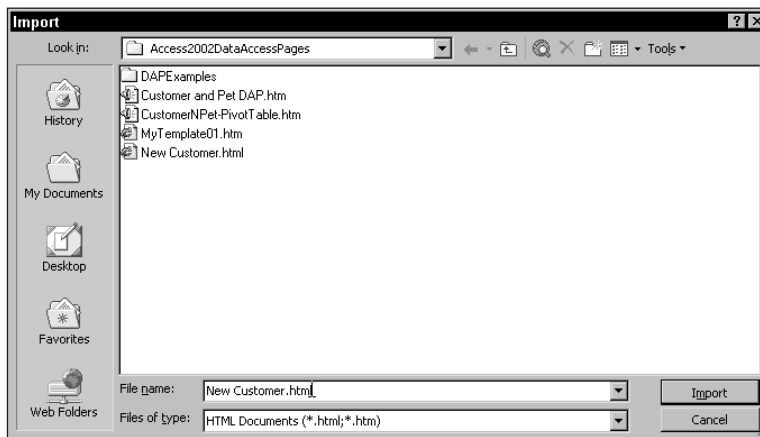 Import
Look in:
Access2002DataAccessPages
Tools
History
My Documents
Desktop
Favorites
Web Folders
DAPExamples
Customer and Pet DAP.htm
CustomerNPet-PivotTable.htm
MyTemplate01.htm
New Customer.html
File name:
New Customer.html
Import
Files of type:
HTML Documents (*.html;*.htm)
Cancel